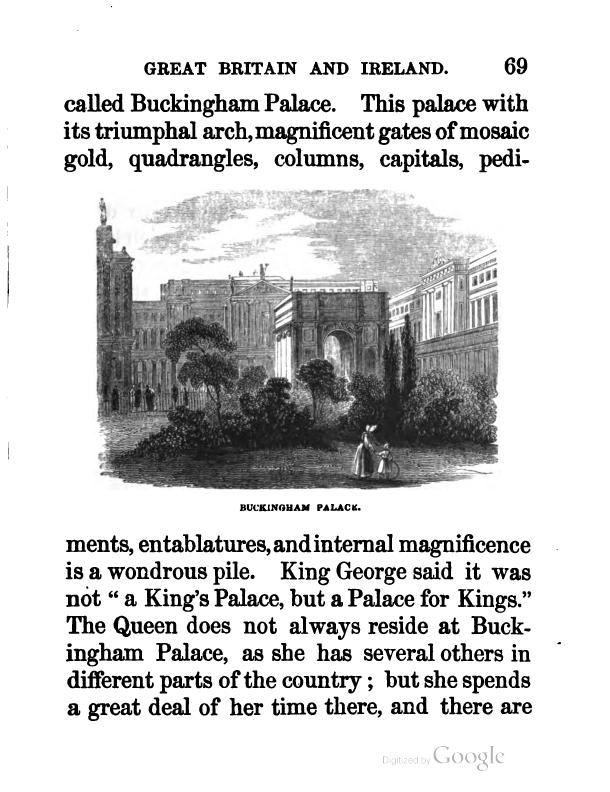 GREAT BRITAIN AND IRELAND. 69
called Buckingham Palace. This palace with
its triumphal arch, magnificent gates of mosaic
gold, quadrangles, columns, capitals, pedi-
BUCKINGHAM PALACE.
ments, entablatures, and internal magnificence
is a wondrous pile. King George said it was
not “ a King's Palace, but a Palace for Kings.”
The Queen does not always reside at Buck-
ingham Palace, as she has several others in
different parts of the country ; but she spends
a great deal of her time there, and there are
Digitized by Google